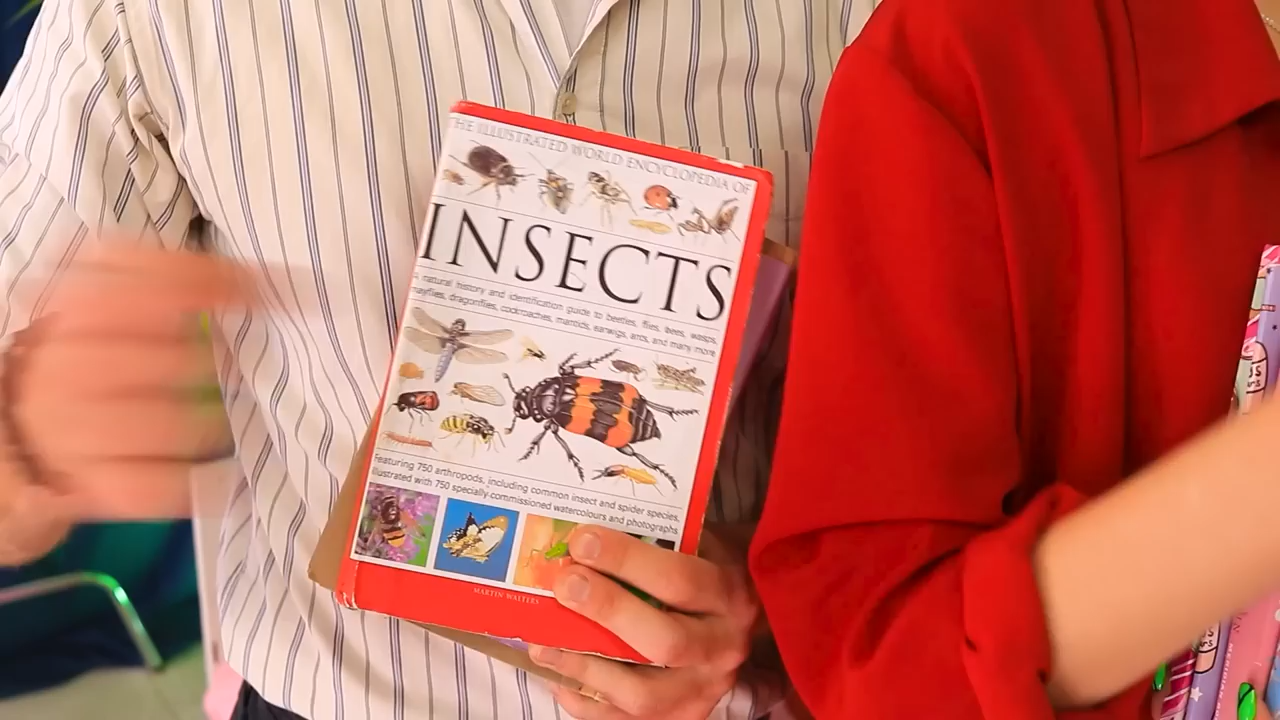 THE ILLUSTRATED WORLD ENCYCLOPEDIA OF
INSECTS
A natural history and identification guide to beetles, flies, bees, wasps,
mayflies, dragonflies, cockroaches, mantids, earwigs, ants, and many more
Featuring 750 arthropods, including common insect and spider species,
illustrated with 750 specially-commissioned watercolours and photographs
MARTIN WALTERS